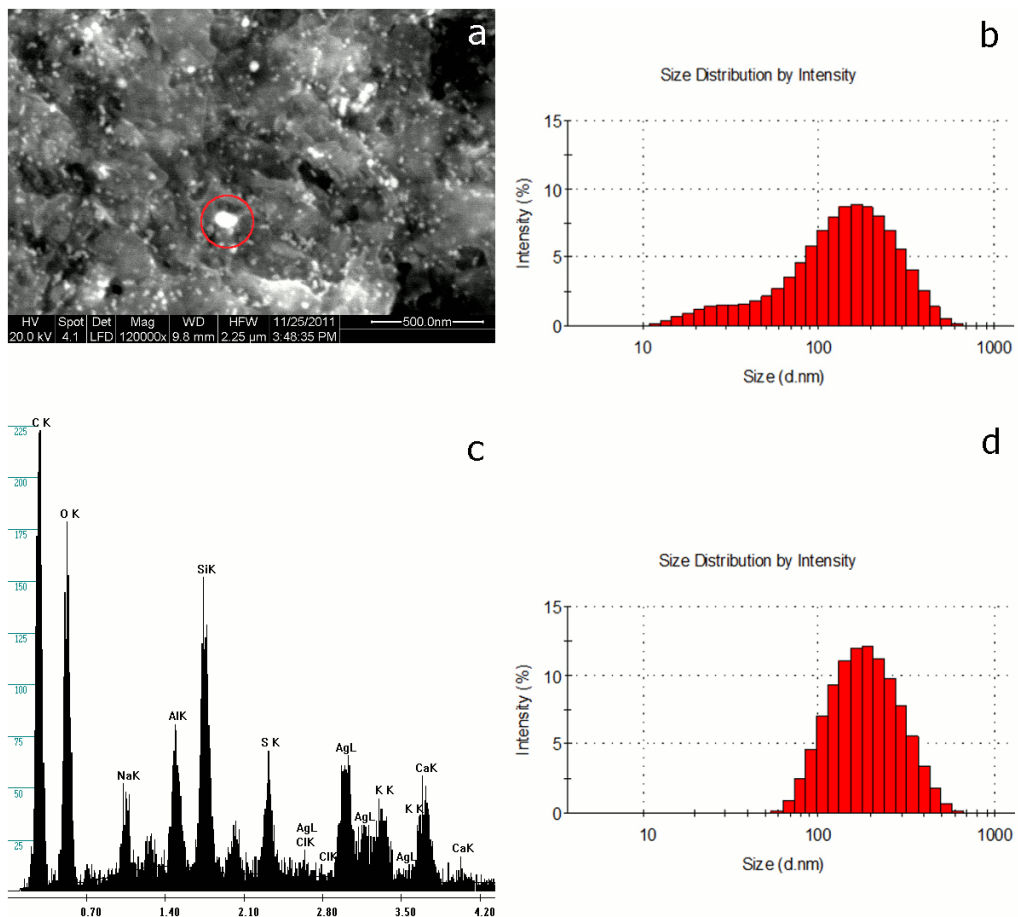 a
HV Spot Det Mag WD HFW 11/25/2011
20.0 kV 4.1 LFD 120000x 9.8 mm 2.25 µm 3:48:35 PM 500.0nm
b
Size Distribution by Intensity
15
10
5
0
Intensity (%)
10 100 1000
Size (d.nm)
c
225
200
175
150
125
100
75
50
25
C K
O K
NaK
AlK
SiK
S K
AgL
ClK
ClK
AgL
AgL
K K
K K
AgL
CaK
CaK
0.70 1.40 2.10 2.80 3.50 4.20
d
Size Distribution by Intensity
15
10
5
0
Intensity (%)
10 100 1000
Size (d.nm)